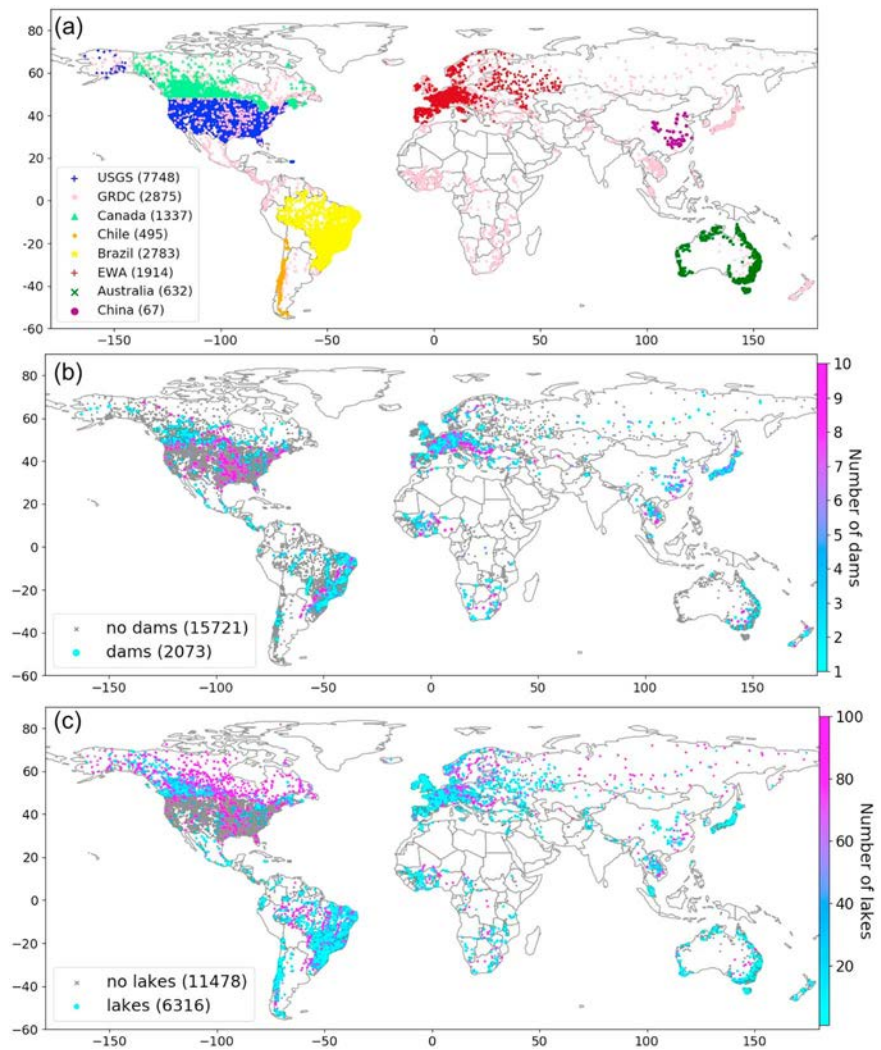 (a)
80
60
40
20
0
-20
-40
-60
USGS (7748)
GRDC (2875)
Canada (1337)
Chile (495)
Brazil (2783)
EWA (1914)
Australia (632)
China (67)
−150 −100 −50 0 50 100 150
(b)
80
60
40
20
0
−20
−40
−60
no dams (15721)
dams (2073)
−150 −100 −50 0 50 100 150
10
9
8
7
6
5
4
3
2
1
Number of dams
(c)
80
60
40
20
0
−20
−40
−60
no lakes (11478)
lakes (6316)
−150 −100 −50 0 50 100 150
100
80
60
40
20
Number of lakes